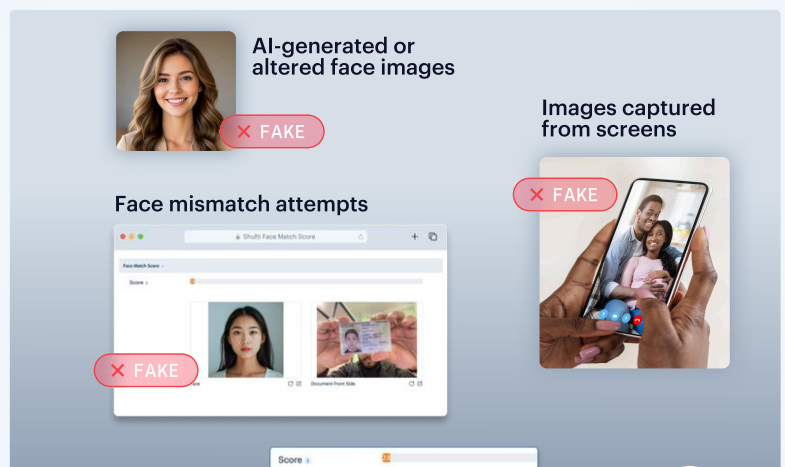 AI-generated or
altered face images
✕ FAKE
Images captured
from screens
✕ FAKE
Face mismatch attempts
Shufti Face Match Score
Face Match Score
Score
Face
Document Front Side
✕ FAKE
Score